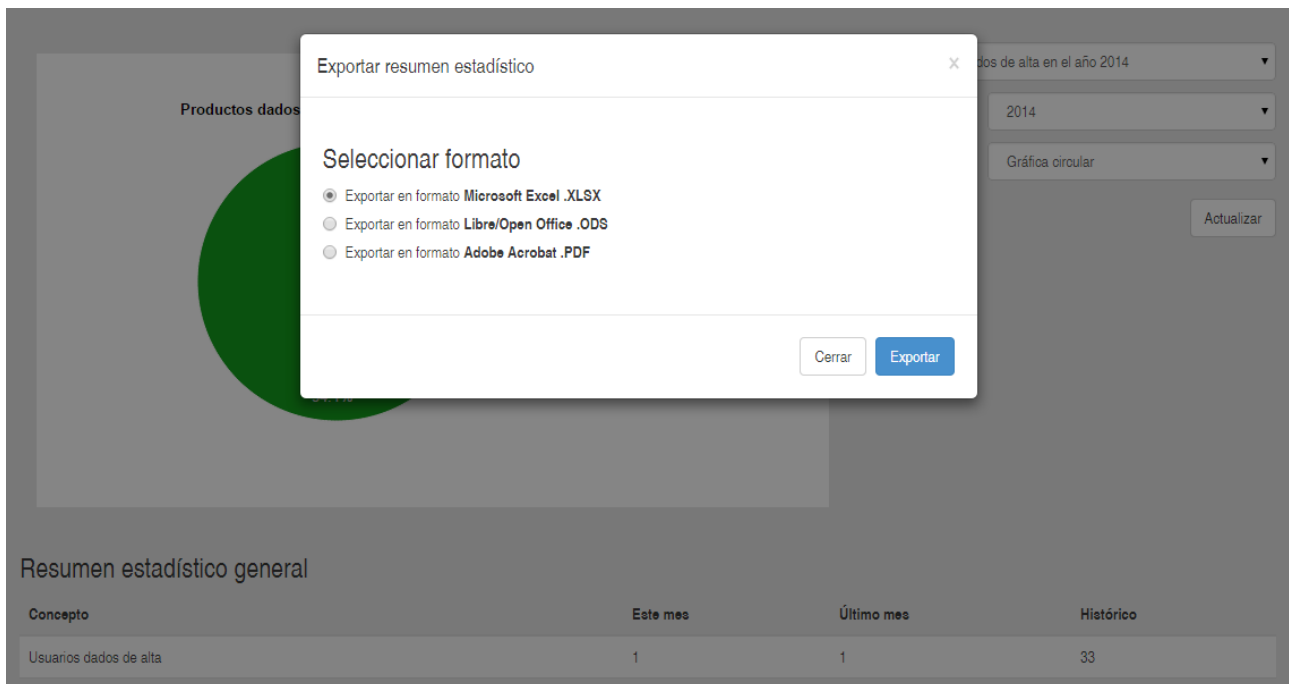 Exportar resumen estadístico
x
dos de alta en el año 2014
Productos dados
2014
Seleccionar formato
Gráfica circular
Exportar en formato Microsoft Excel .XLSX
Exportar en formato Libre/Open Office .ODS
Actualizar
Exportar en formato Adobe Acrobat .PDF
Cerrar
Exportar
Resumen estadístico general
Concepto Este mes Último mes Histórico
Usuarios dados de alta 1 1 33